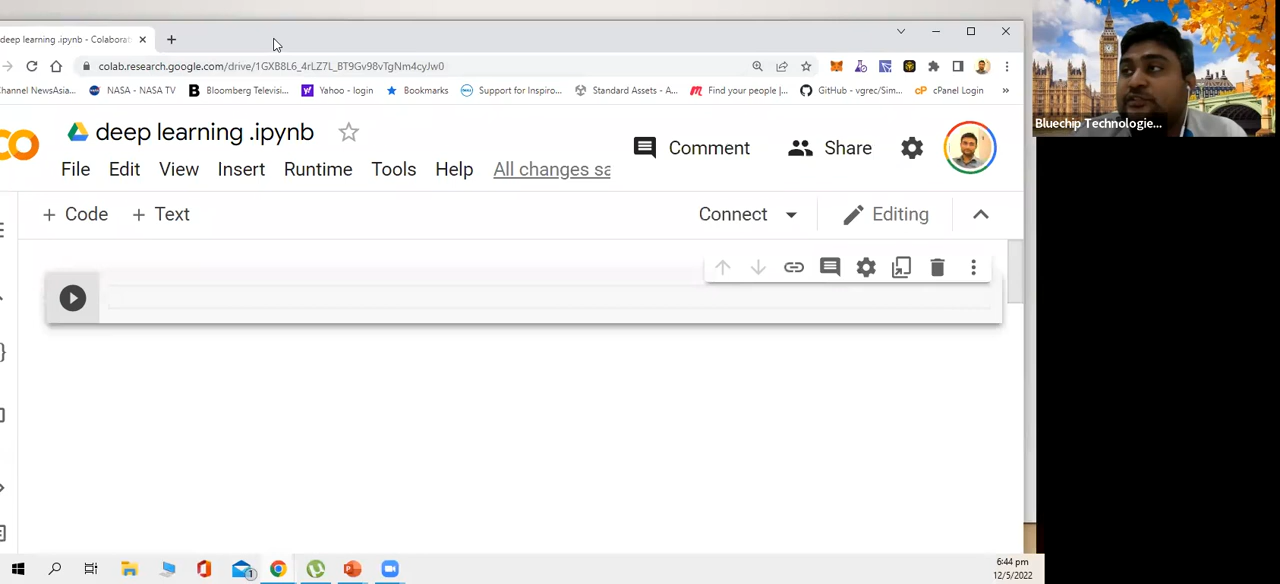 deep learning .ipynb - Colaborat
colab.research.google.com/drive/1GXB8L6_4rLZ7L_BT9Gv98vTgNm4cyJw0
hannel NewsAsia...
NASA - NASA TV
Bloomberg Televisi...
Yahoo - login
Bookmarks
Support for Inspiro...
Standard Assets - A...
Find your people |...
GitHub - vgrec/Sim...
cPanel Login
deep learning .ipynb
Comment
Share
File Edit View Insert Runtime Tools Help All changes sa
+ Code + Text
Connect
Editing
6:44 pm
12/5/2022
Bluechip Technologie...